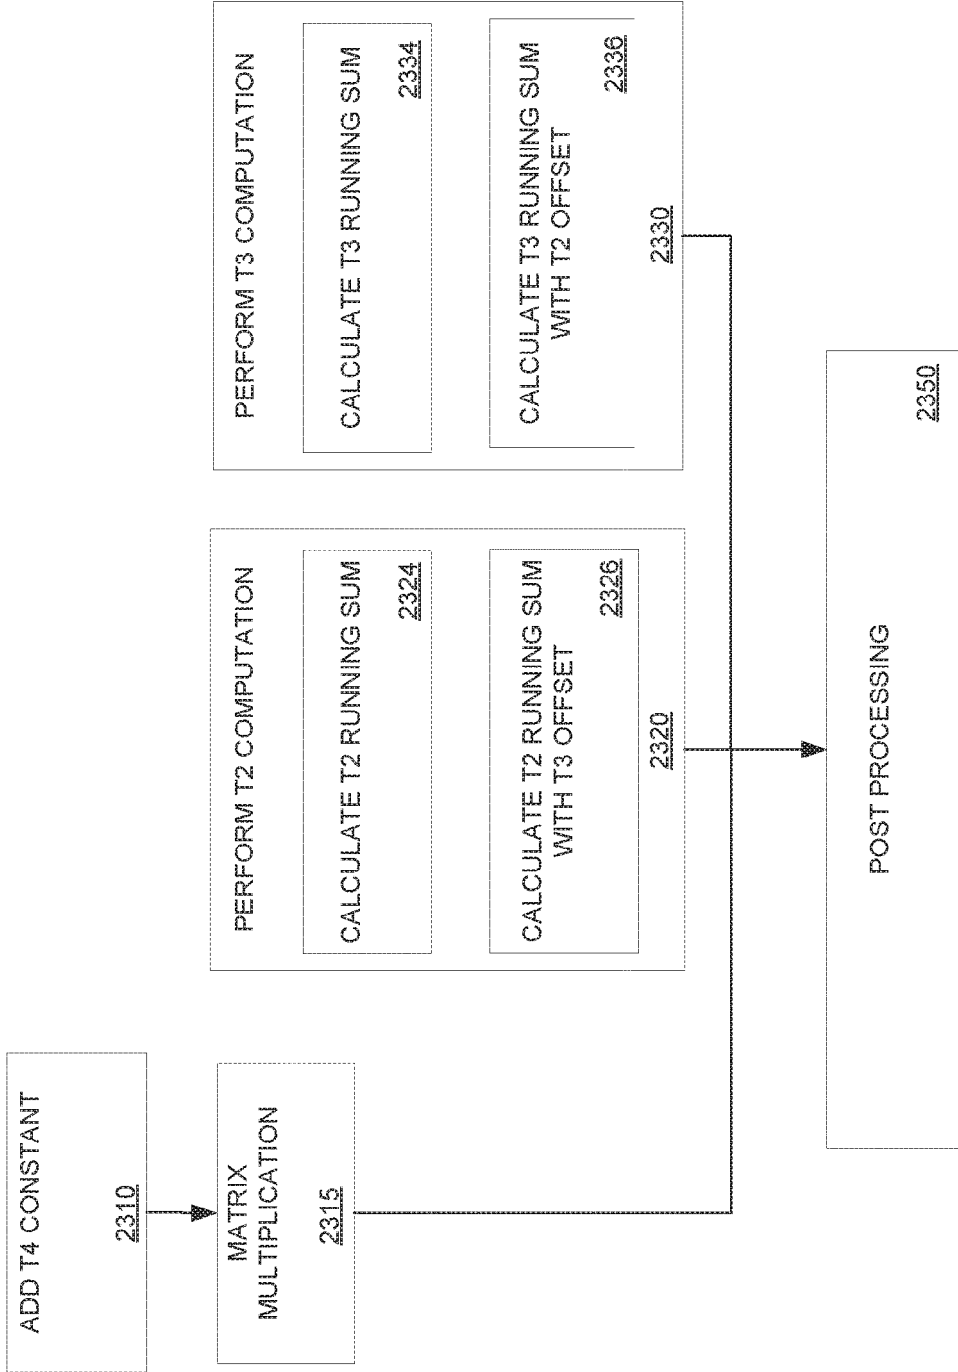 ADD T4 CONSTANT
2310
MATRIX
MULTIPLICATION
2315
PERFORM T2 COMPUTATION
CALCULATE T2 RUNNING SUM
2324
CALCULATE T2 RUNNING SUM
WITH T3 OFFSET
2326
2320
PERFORM T3 COMPUTATION
CALCULATE T3 RUNNING SUM
2334
CALCULATE T3 RUNNING SUM
WITH T2 OFFSET
2336
2330
POST PROCESSING
2350